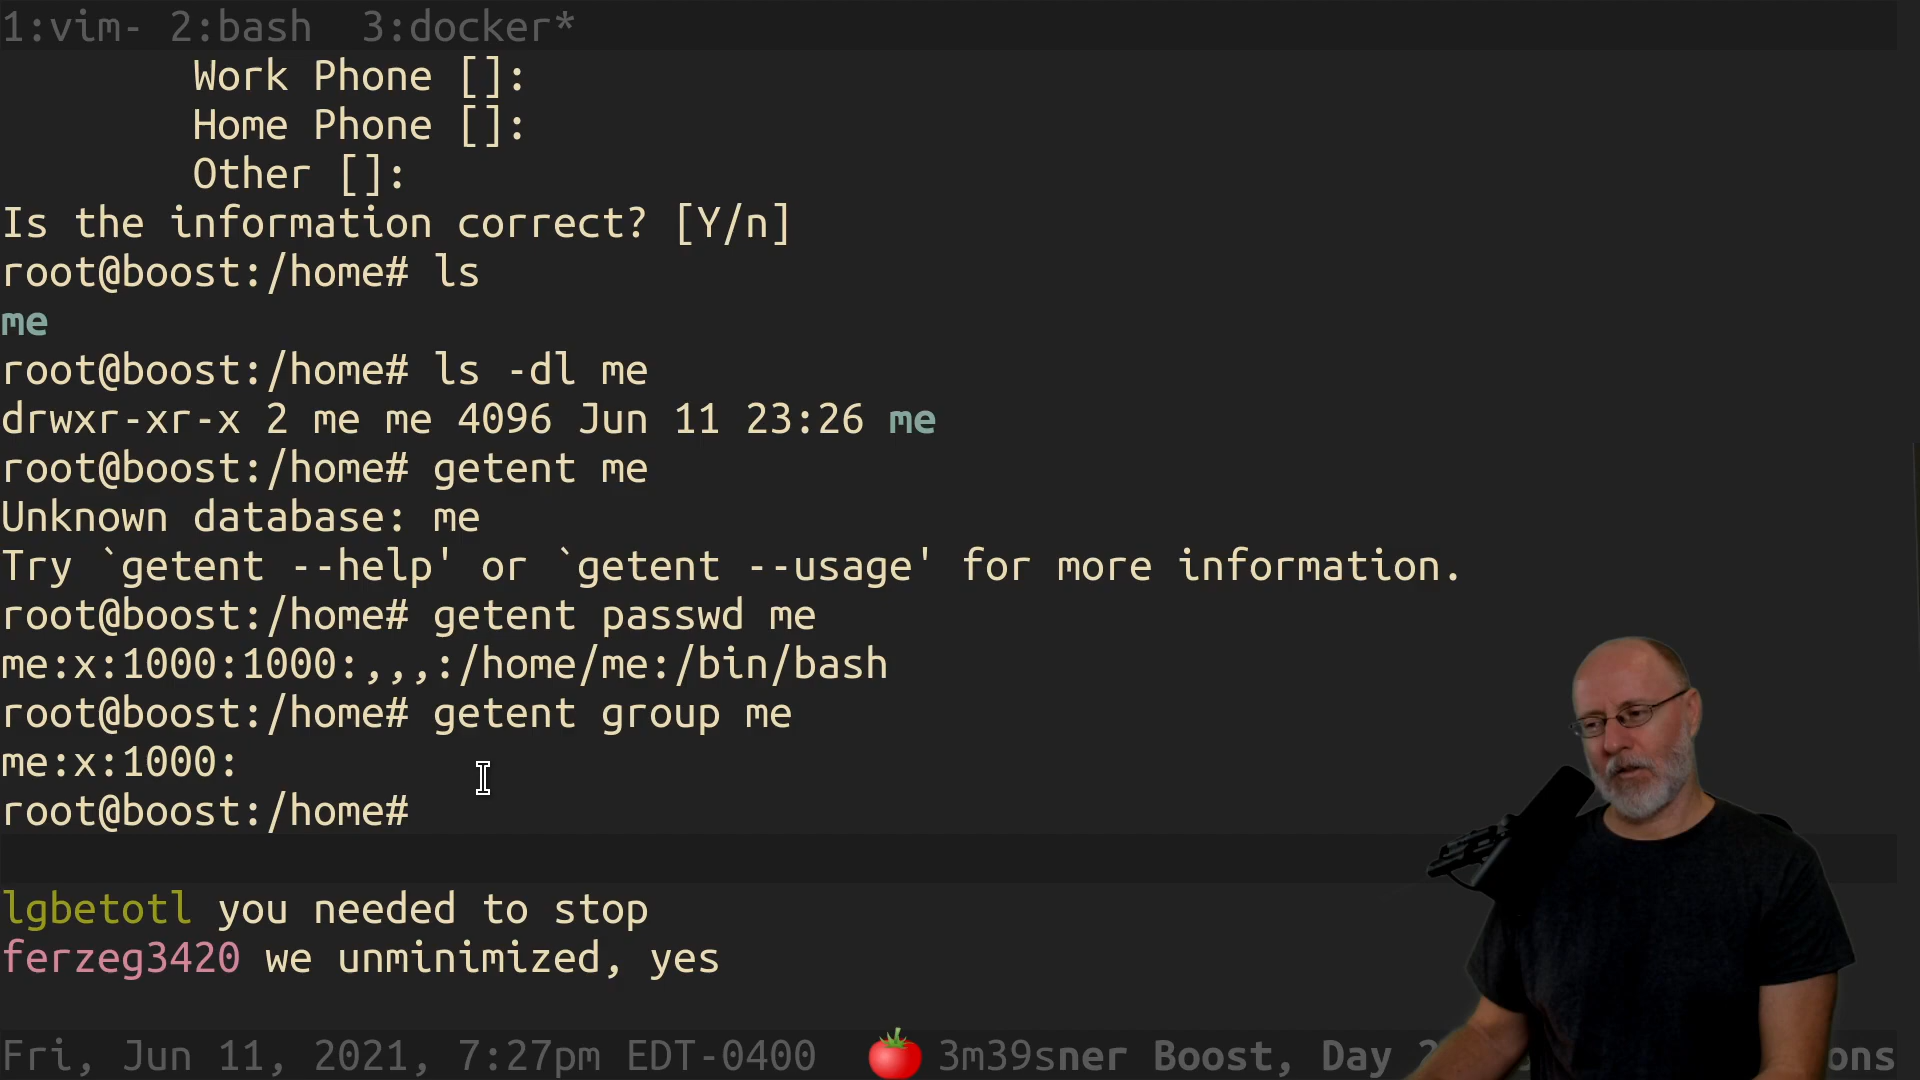 1:vim- 2:bash  3:docker*
Work Phone []:
Home Phone []:
Other []:
Is the information correct? [Y/n]
root@boost:/home# ls
me
root@boost:/home# ls -dl me
drwxr-xr-x 2 me me 4096 Jun 11 23:26 me
root@boost:/home# getent me
Unknown database: me
Try `getent --help' or `getent --usage' for more information.
root@boost:/home# getent passwd me
me:x:1000:1000:,,,:/home/me:/bin/bash
root@boost:/home# getent group me
me:x:1000:
root@boost:/home#
lgbetotl you needed to stop
ferzeg3420 we unminimized, yes
Fri, Jun 11, 2021, 7:27pm EDT-0400 3m39sner Boost, Day